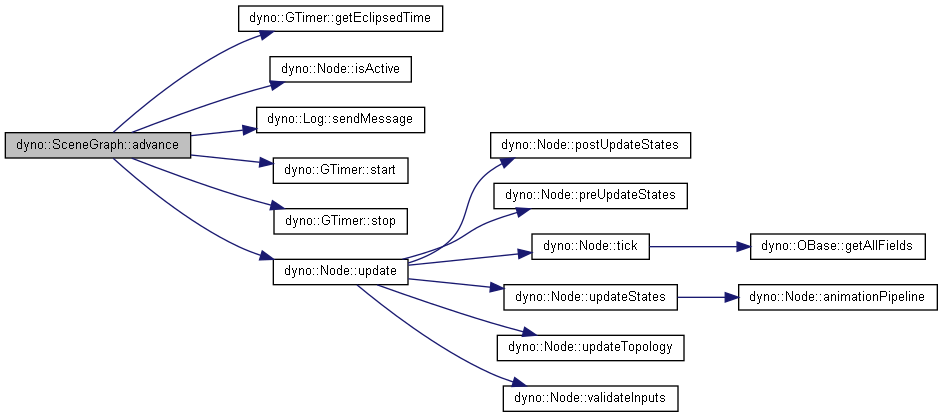 dyno::GTimer::getEclipsedTime
dyno::Node::isActive
dyno::Log::sendMessage
dyno::SceneGraph::advance
dyno::GTimer::start
dyno::GTimer::stop
dyno::Node::update
dyno::Node::postUpdateStates
dyno::Node::preUpdateStates
dyno::Node::tick
dyno::OBase::getAllFields
dyno::Node::updateStates
dyno::Node::animationPipeline
dyno::Node::updateTopology
dyno::Node::validateInputs